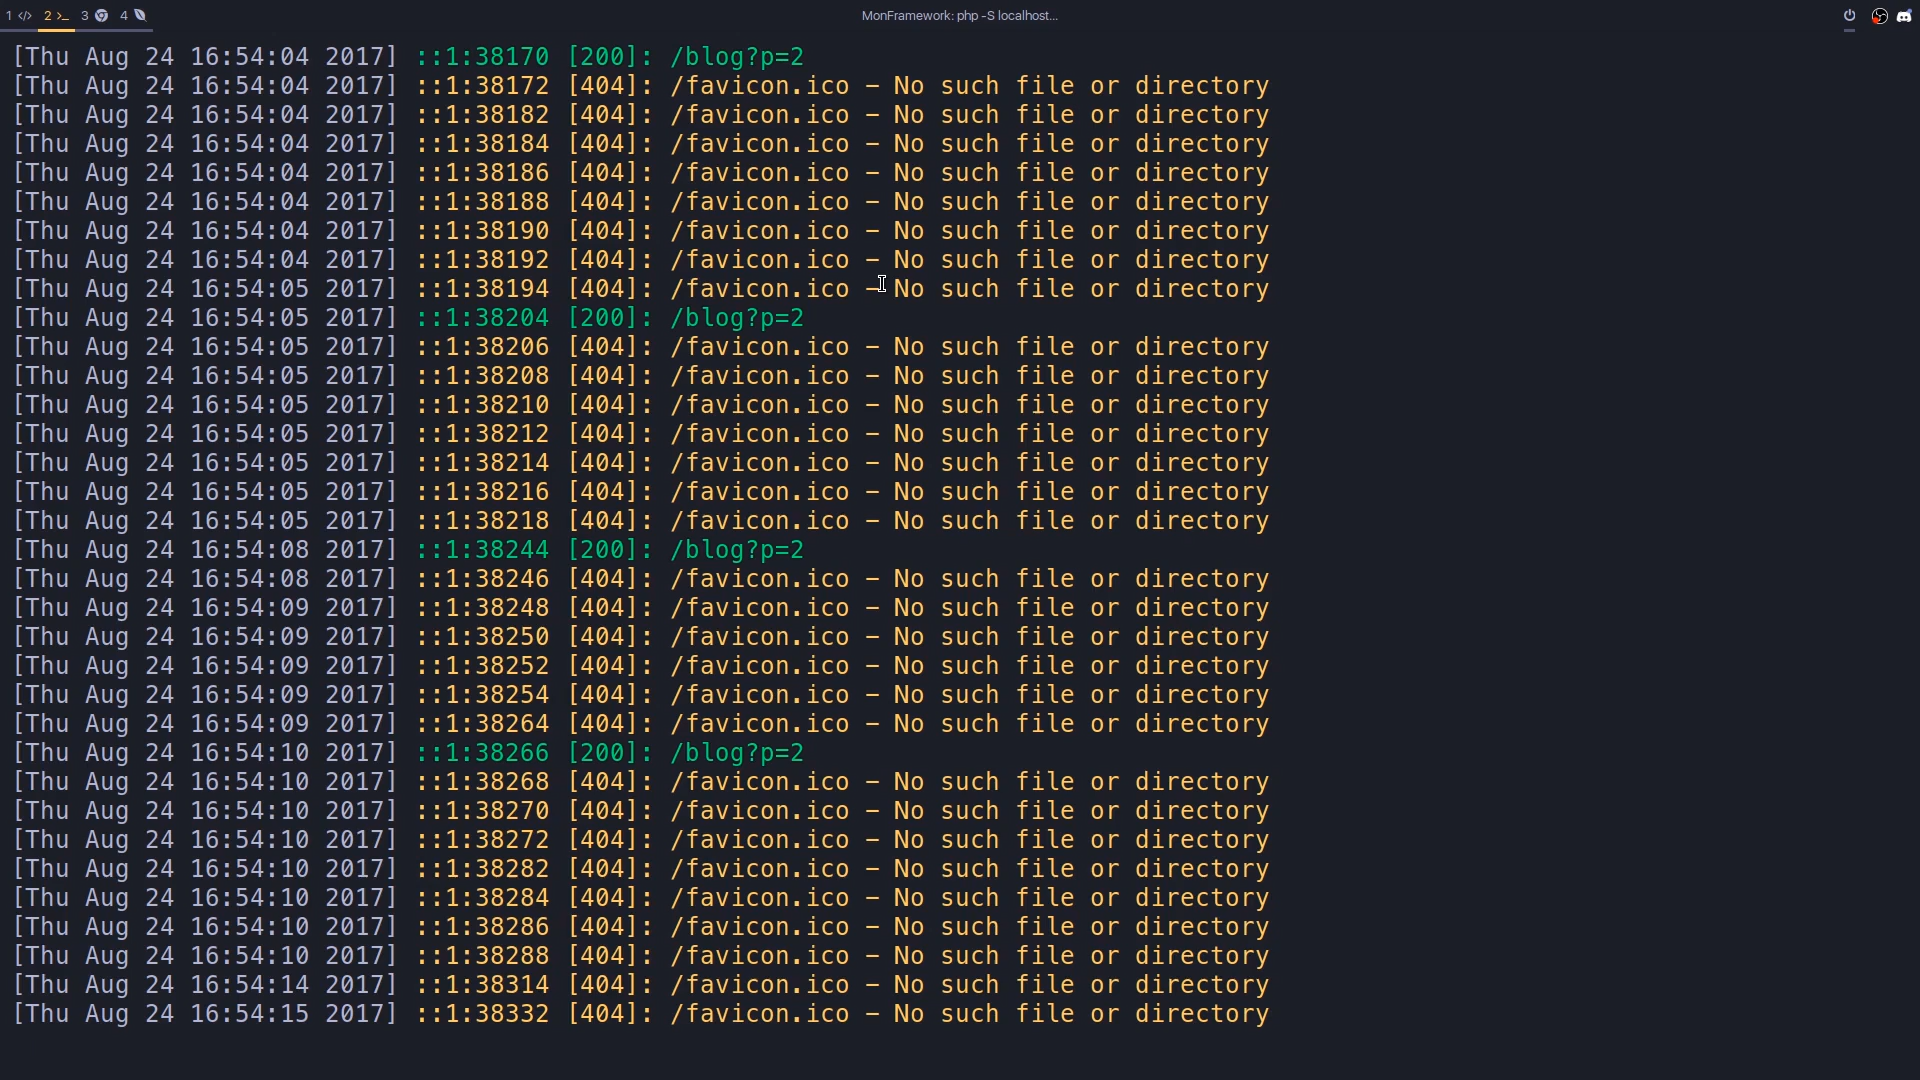 1 2 3 4 MonFramework: php -S localhost...
[Thu Aug 24 16:54:04 2017] ::1:38170 [200]: /blog?p=2
[Thu Aug 24 16:54:04 2017] ::1:38172 [404]: /favicon.ico - No such file or directory
[Thu Aug 24 16:54:04 2017] ::1:38182 [404]: /favicon.ico - No such file or directory
[Thu Aug 24 16:54:04 2017] ::1:38184 [404]: /favicon.ico - No such file or directory
[Thu Aug 24 16:54:04 2017] ::1:38186 [404]: /favicon.ico - No such file or directory
[Thu Aug 24 16:54:04 2017] ::1:38188 [404]: /favicon.ico - No such file or directory
[Thu Aug 24 16:54:04 2017] ::1:38190 [404]: /favicon.ico - No such file or directory
[Thu Aug 24 16:54:04 2017] ::1:38192 [404]: /favicon.ico - No such file or directory
[Thu Aug 24 16:54:05 2017] ::1:38194 [404]: /favicon.ico - No such file or directory
[Thu Aug 24 16:54:05 2017] ::1:38204 [200]: /blog?p=2
[Thu Aug 24 16:54:05 2017] ::1:38206 [404]: /favicon.ico - No such file or directory
[Thu Aug 24 16:54:05 2017] ::1:38208 [404]: /favicon.ico - No such file or directory
[Thu Aug 24 16:54:05 2017] ::1:38210 [404]: /favicon.ico - No such file or directory
[Thu Aug 24 16:54:05 2017] ::1:38212 [404]: /favicon.ico - No such file or directory
[Thu Aug 24 16:54:05 2017] ::1:38214 [404]: /favicon.ico - No such file or directory
[Thu Aug 24 16:54:05 2017] ::1:38216 [404]: /favicon.ico - No such file or directory
[Thu Aug 24 16:54:05 2017] ::1:38218 [404]: /favicon.ico - No such file or directory
[Thu Aug 24 16:54:08 2017] ::1:38244 [200]: /blog?p=2
[Thu Aug 24 16:54:08 2017] ::1:38246 [404]: /favicon.ico - No such file or directory
[Thu Aug 24 16:54:09 2017] ::1:38248 [404]: /favicon.ico - No such file or directory
[Thu Aug 24 16:54:09 2017] ::1:38250 [404]: /favicon.ico - No such file or directory
[Thu Aug 24 16:54:09 2017] ::1:38252 [404]: /favicon.ico - No such file or directory
[Thu Aug 24 16:54:09 2017] ::1:38254 [404]: /favicon.ico - No such file or directory
[Thu Aug 24 16:54:09 2017] ::1:38264 [404]: /favicon.ico - No such file or directory
[Thu Aug 24 16:54:10 2017] ::1:38266 [200]: /blog?p=2
[Thu Aug 24 16:54:10 2017] ::1:38268 [404]: /favicon.ico - No such file or directory
[Thu Aug 24 16:54:10 2017] ::1:38270 [404]: /favicon.ico - No such file or directory
[Thu Aug 24 16:54:10 2017] ::1:38272 [404]: /favicon.ico - No such file or directory
[Thu Aug 24 16:54:10 2017] ::1:38282 [404]: /favicon.ico - No such file or directory
[Thu Aug 24 16:54:10 2017] ::1:38284 [404]: /favicon.ico - No such file or directory
[Thu Aug 24 16:54:10 2017] ::1:38286 [404]: /favicon.ico - No such file or directory
[Thu Aug 24 16:54:10 2017] ::1:38288 [404]: /favicon.ico - No such file or directory
[Thu Aug 24 16:54:14 2017] ::1:38314 [404]: /favicon.ico - No such file or directory
[Thu Aug 24 16:54:15 2017] ::1:38332 [404]: /favicon.ico - No such file or directory